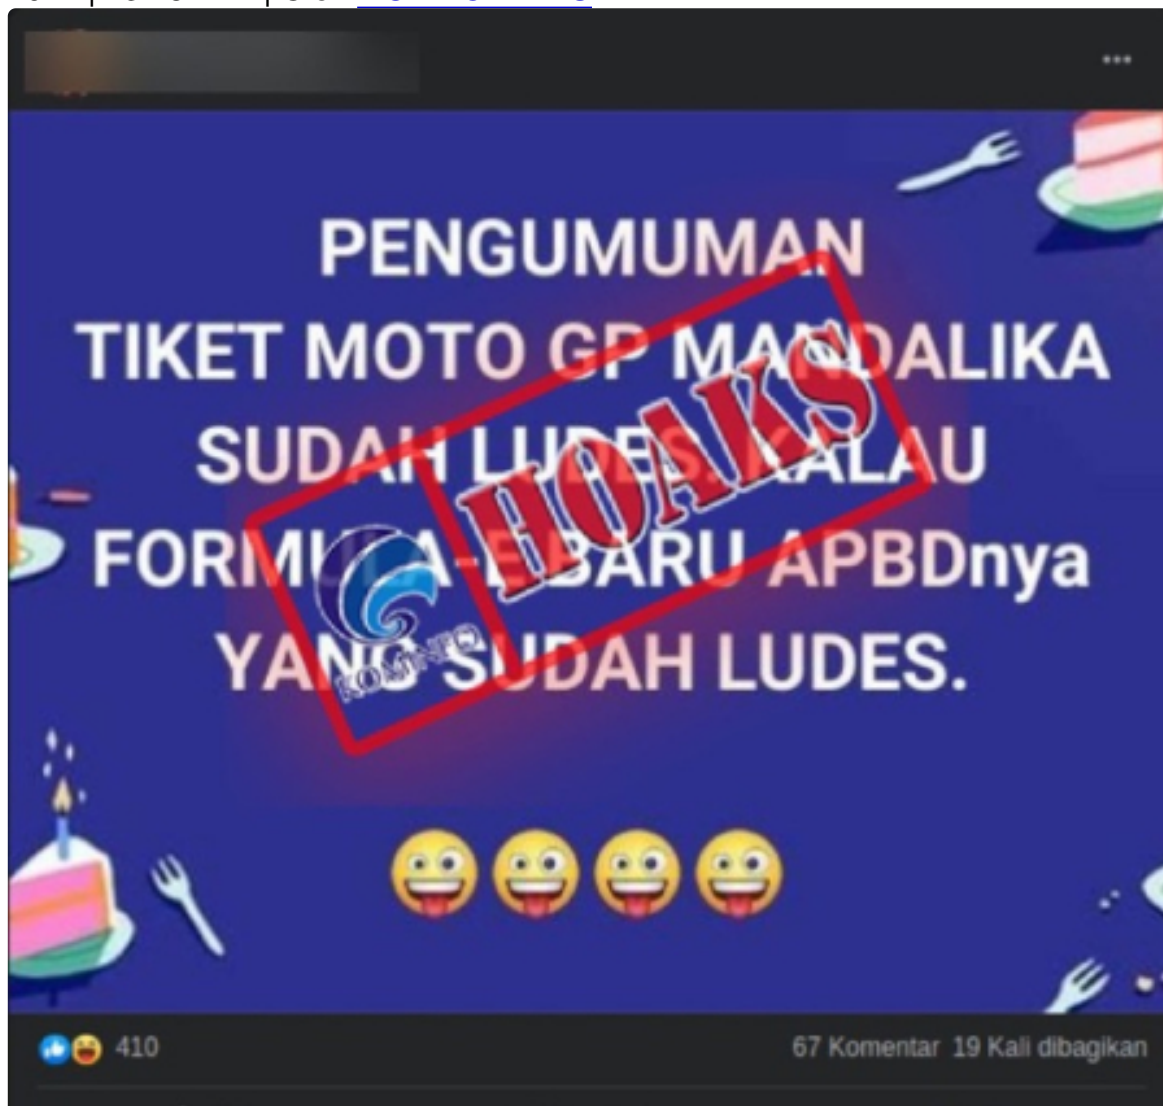 PENGUMUMAN
TIKET MOTO GP MANDALIKA
SUDAH LUDES. KALAU
FORMULA-E BARU APBDnya
YANG SUDAH LUDES.
HOAKS
KOMINFO
410
67 Komentar 19 Kali dibagikan